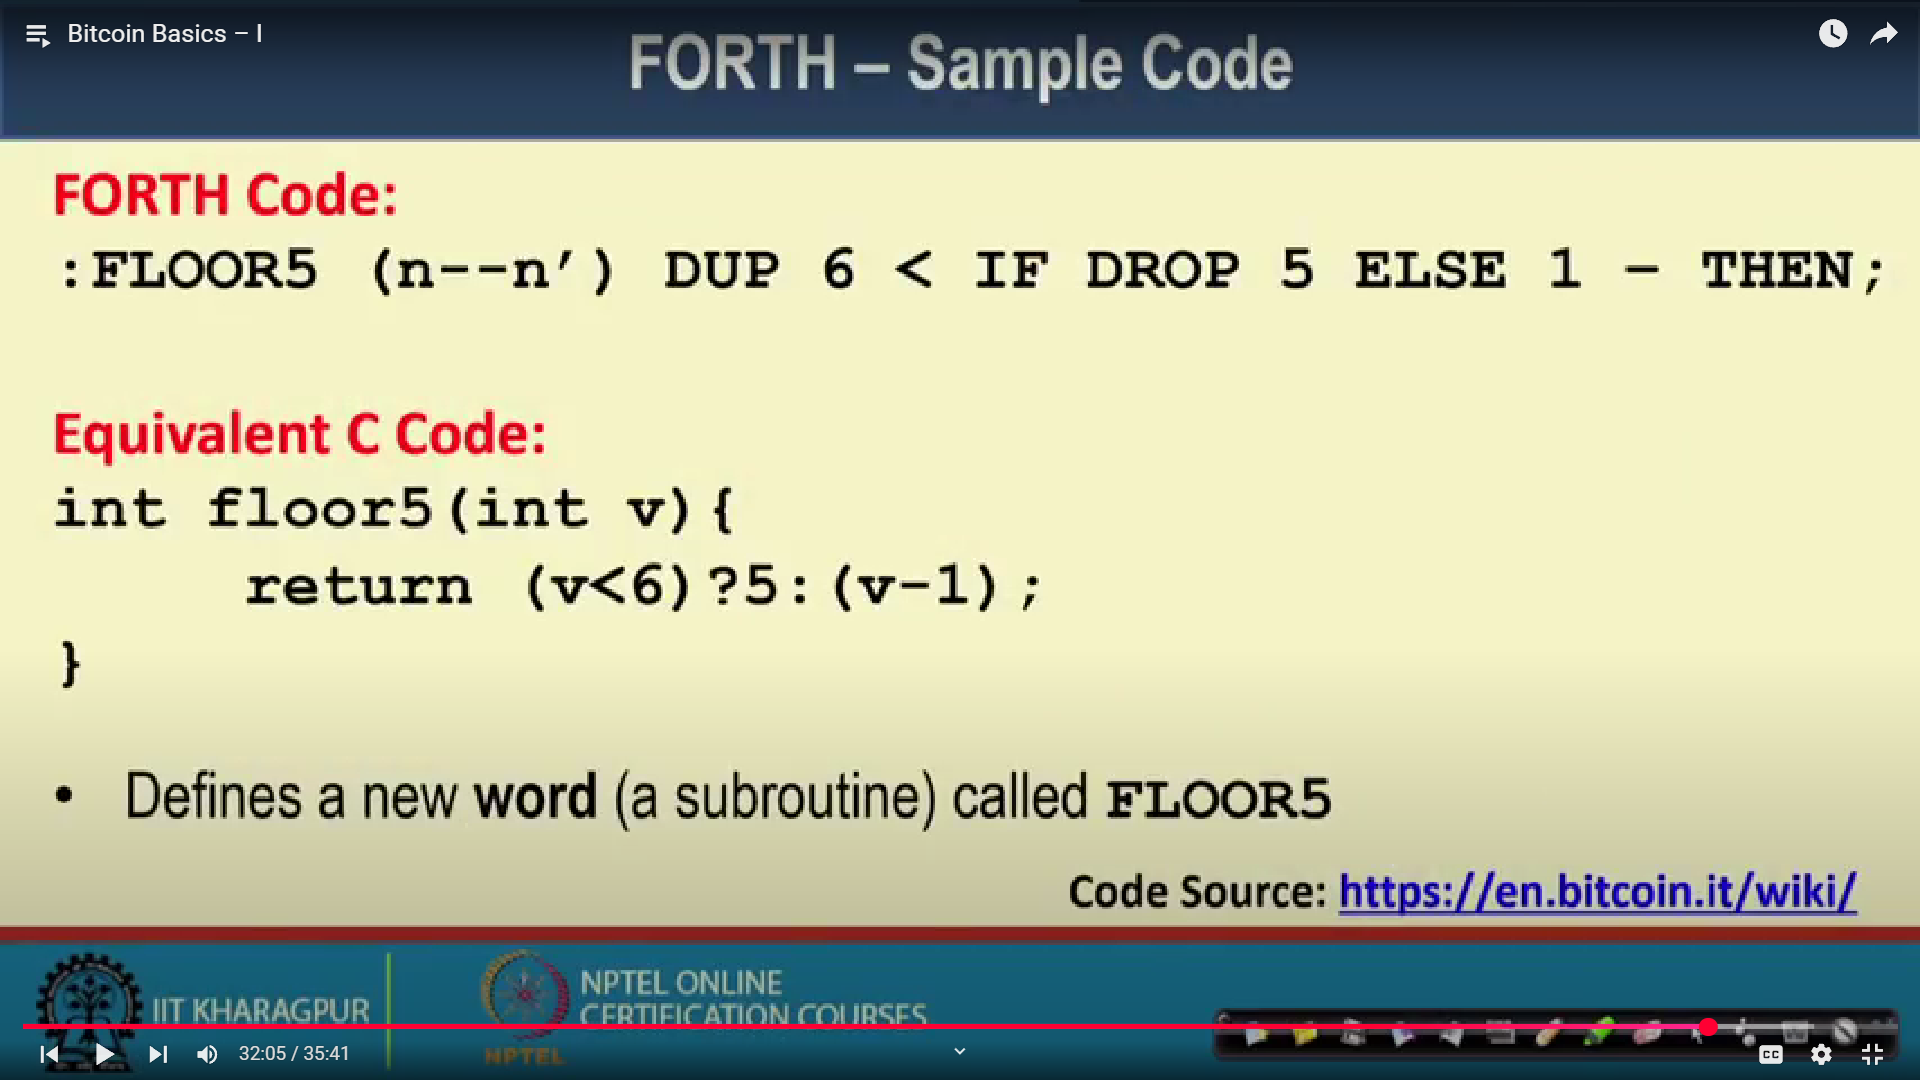 Bitcoin Basics – I
FORTH – Sample Code
FORTH Code:
:FLOOR5 (n--n’) DUP 6 < IF DROP 5 ELSE 1 – THEN;
Equivalent C Code:
int floor5(int v){
return (v<6)?5:(v-1);
}
• Defines a new word (a subroutine) called FLOOR5
Code Source: https://en.bitcoin.it/wiki/
IIT KHARAGPUR
NPTEL
NPTEL ONLINE
CERTIFICATION COURSES
32:05 / 35:41
CC